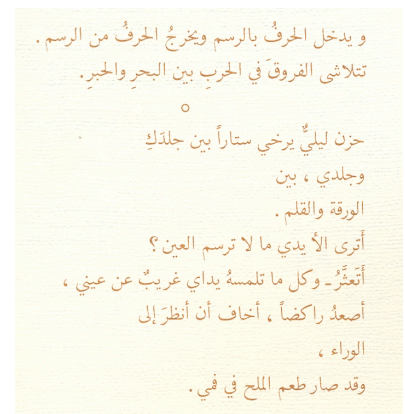 و يدخل الحرفُ بالرسم ويخرجُ الحرفُ من الرسم .
تتلاشى الفروقَ في الحربِ بين البحرِ والحبرِ .
حزن ليليٌّ يرخي ستاراً بين جلدَكِ
وجلدي ، بين
الورقة والقلم .
أَترى الأيدي ما لا ترسم العين ؟
أَتَعثَّرُ ـ وكل ما تلمسهُ يداي غريبٌ عن عيني ،
أصعدُ راكضاً ، أخاف أن أنظرَ إلى
الوراء ،
وقد صار طعم الملح في فمي .